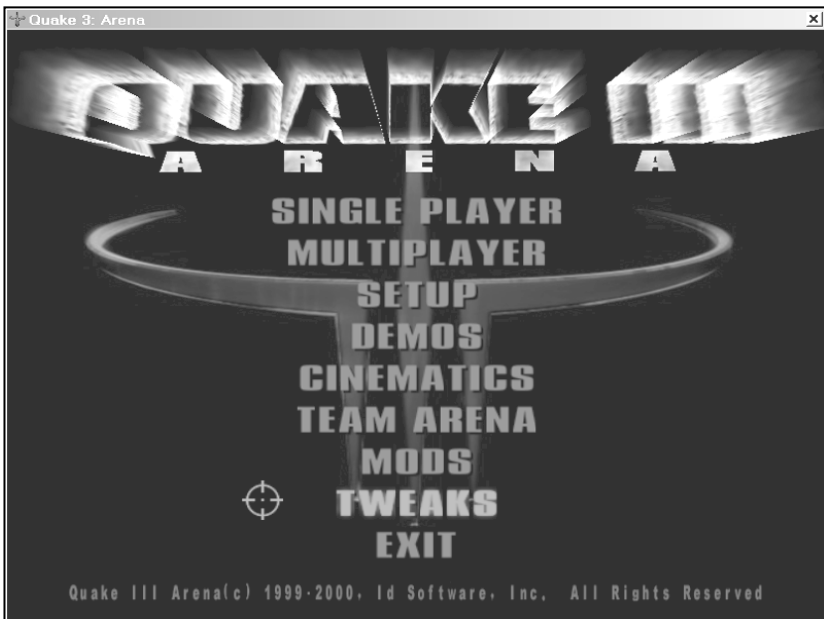 Quake 3: Arena
QUAKE III
ARENA
SINGLE PLAYER
MULTIPLAYER
SETUP
DEMOS
CINEMATICS
TEAM ARENA
MODS
TWEAKS
EXIT
Quake III Arena(c) 1999-2000, Id Software, Inc. All Rights Reserved